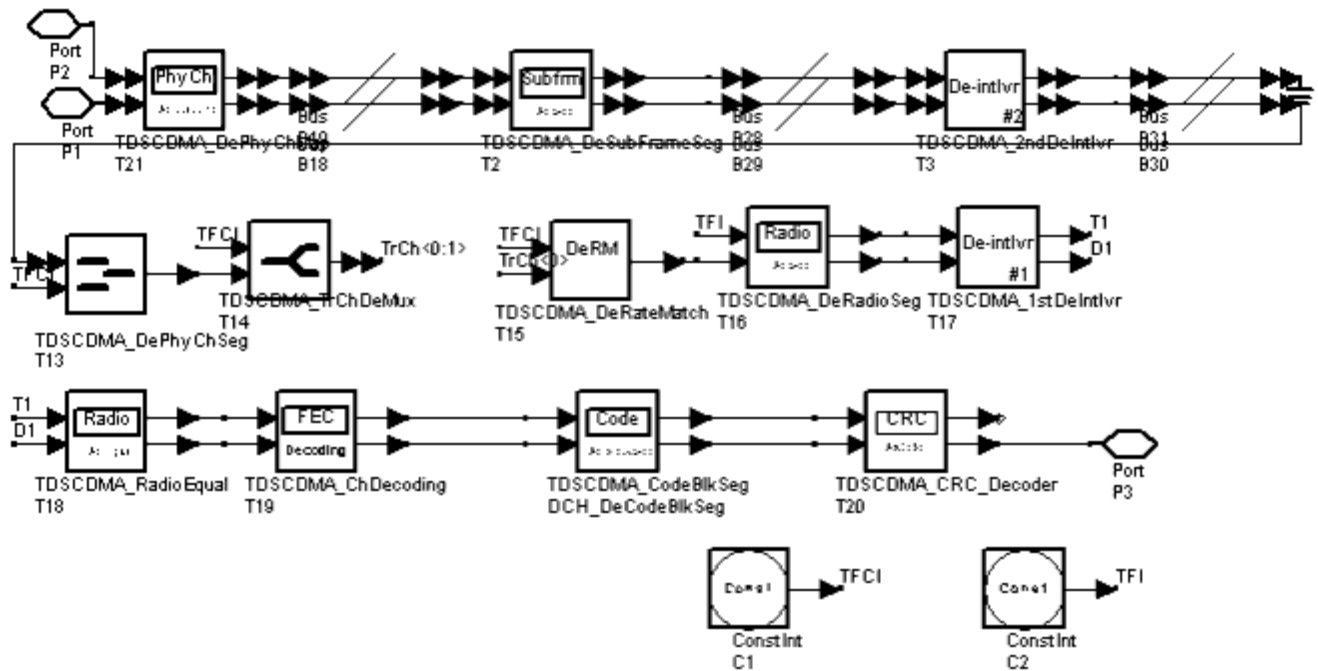 Port
P2
Port
P1
PhyCh
TDSCDMA_DePhyCh
T21
Bus
B18
Subfrm
TDSCDMA_DeSubFrameSeg
T2
Bus
B28
B29
De-intlvr
#2
TDSCDMA_2ndDeIntlvr
T3
Bus
B31
B30
TFCI
TDSCDMA_DePhyChSeg
T13
TFCI
TrCh<0:1>
TDSCDMA_TrChDeMux
T14
TFCI
TrCh<0>
DeRM
TDSCDMA_DeRateMatch
T15
TFI
Radio
TDSCDMA_DeRadioSeg
T16
De-intlvr
#1
TDSCDMA_1stDeIntlvr
T17
T1
D1
T1
D1
Radio
TDSCDMA_RadioEqual
T18
FEC
Decoding
TDSCDMA_ChDecoding
T19
Code
TDSCDMA_CodeBlkSeg
DCH_DeCodeBlkSeg
CRC
TDSCDMA_CRC_Decoder
T20
Port
P3
Const
TFCI
ConstInt
C1
Const
TFI
ConstInt
C2